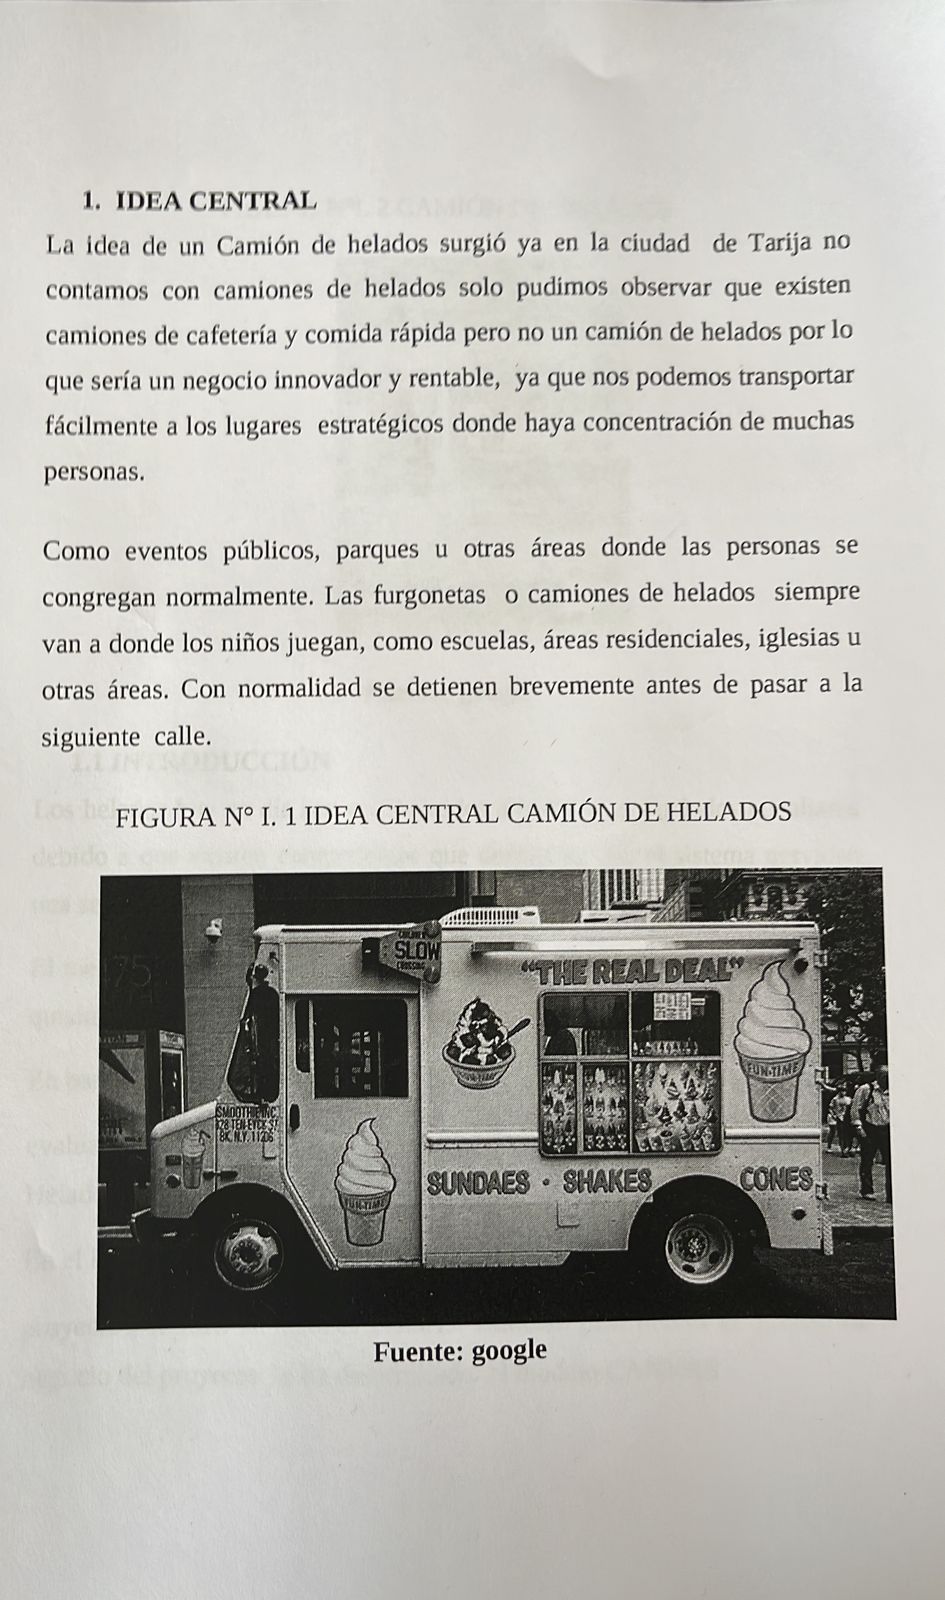 1. IDEA CENTRAL
La idea de un Camión de helados surgió ya en la ciudad de Tarija no
contamos con camiones de helados solo pudimos observar que existen
camiones de cafetería y comida rápida pero no un camión de helados por lo
que sería un negocio innovador y rentable, ya que nos podemos transportar
fácilmente a los lugares estratégicos donde haya concentración de muchas
personas.
Como eventos públicos, parques u otras áreas donde las personas se
congregan normalmente. Las furgonetas o camiones de helados siempre
van a donde los niños juegan, como escuelas, áreas residenciales, iglesias u
otras áreas. Con normalidad se detienen brevemente antes de pasar a la
siguiente calle.
FIGURA N° I. 1 IDEA CENTRAL CAMIÓN DE HELADOS
SLOW
"THE REAL DEAL"
FUN-TIME
SMOOTHIE INC.
BK, N.Y. 11206
FUN-TIME
SUNDAES • SHAKES CONES
Fuente: google